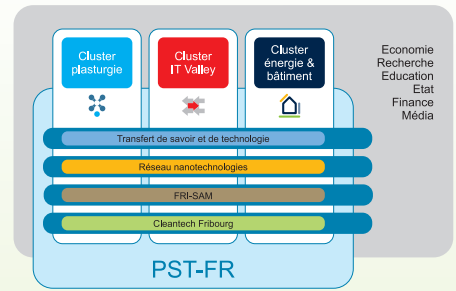 Cluster
plasturgie
Cluster
IT Valley
Cluster
énergie &
bâtiment
Economie
Recherche
Education
Etat
Finance
Média
Transfert de savoir et de technologie
Réseau nanotechnologies
FRI-SAM
Cleantech Fribourg
PST-FR